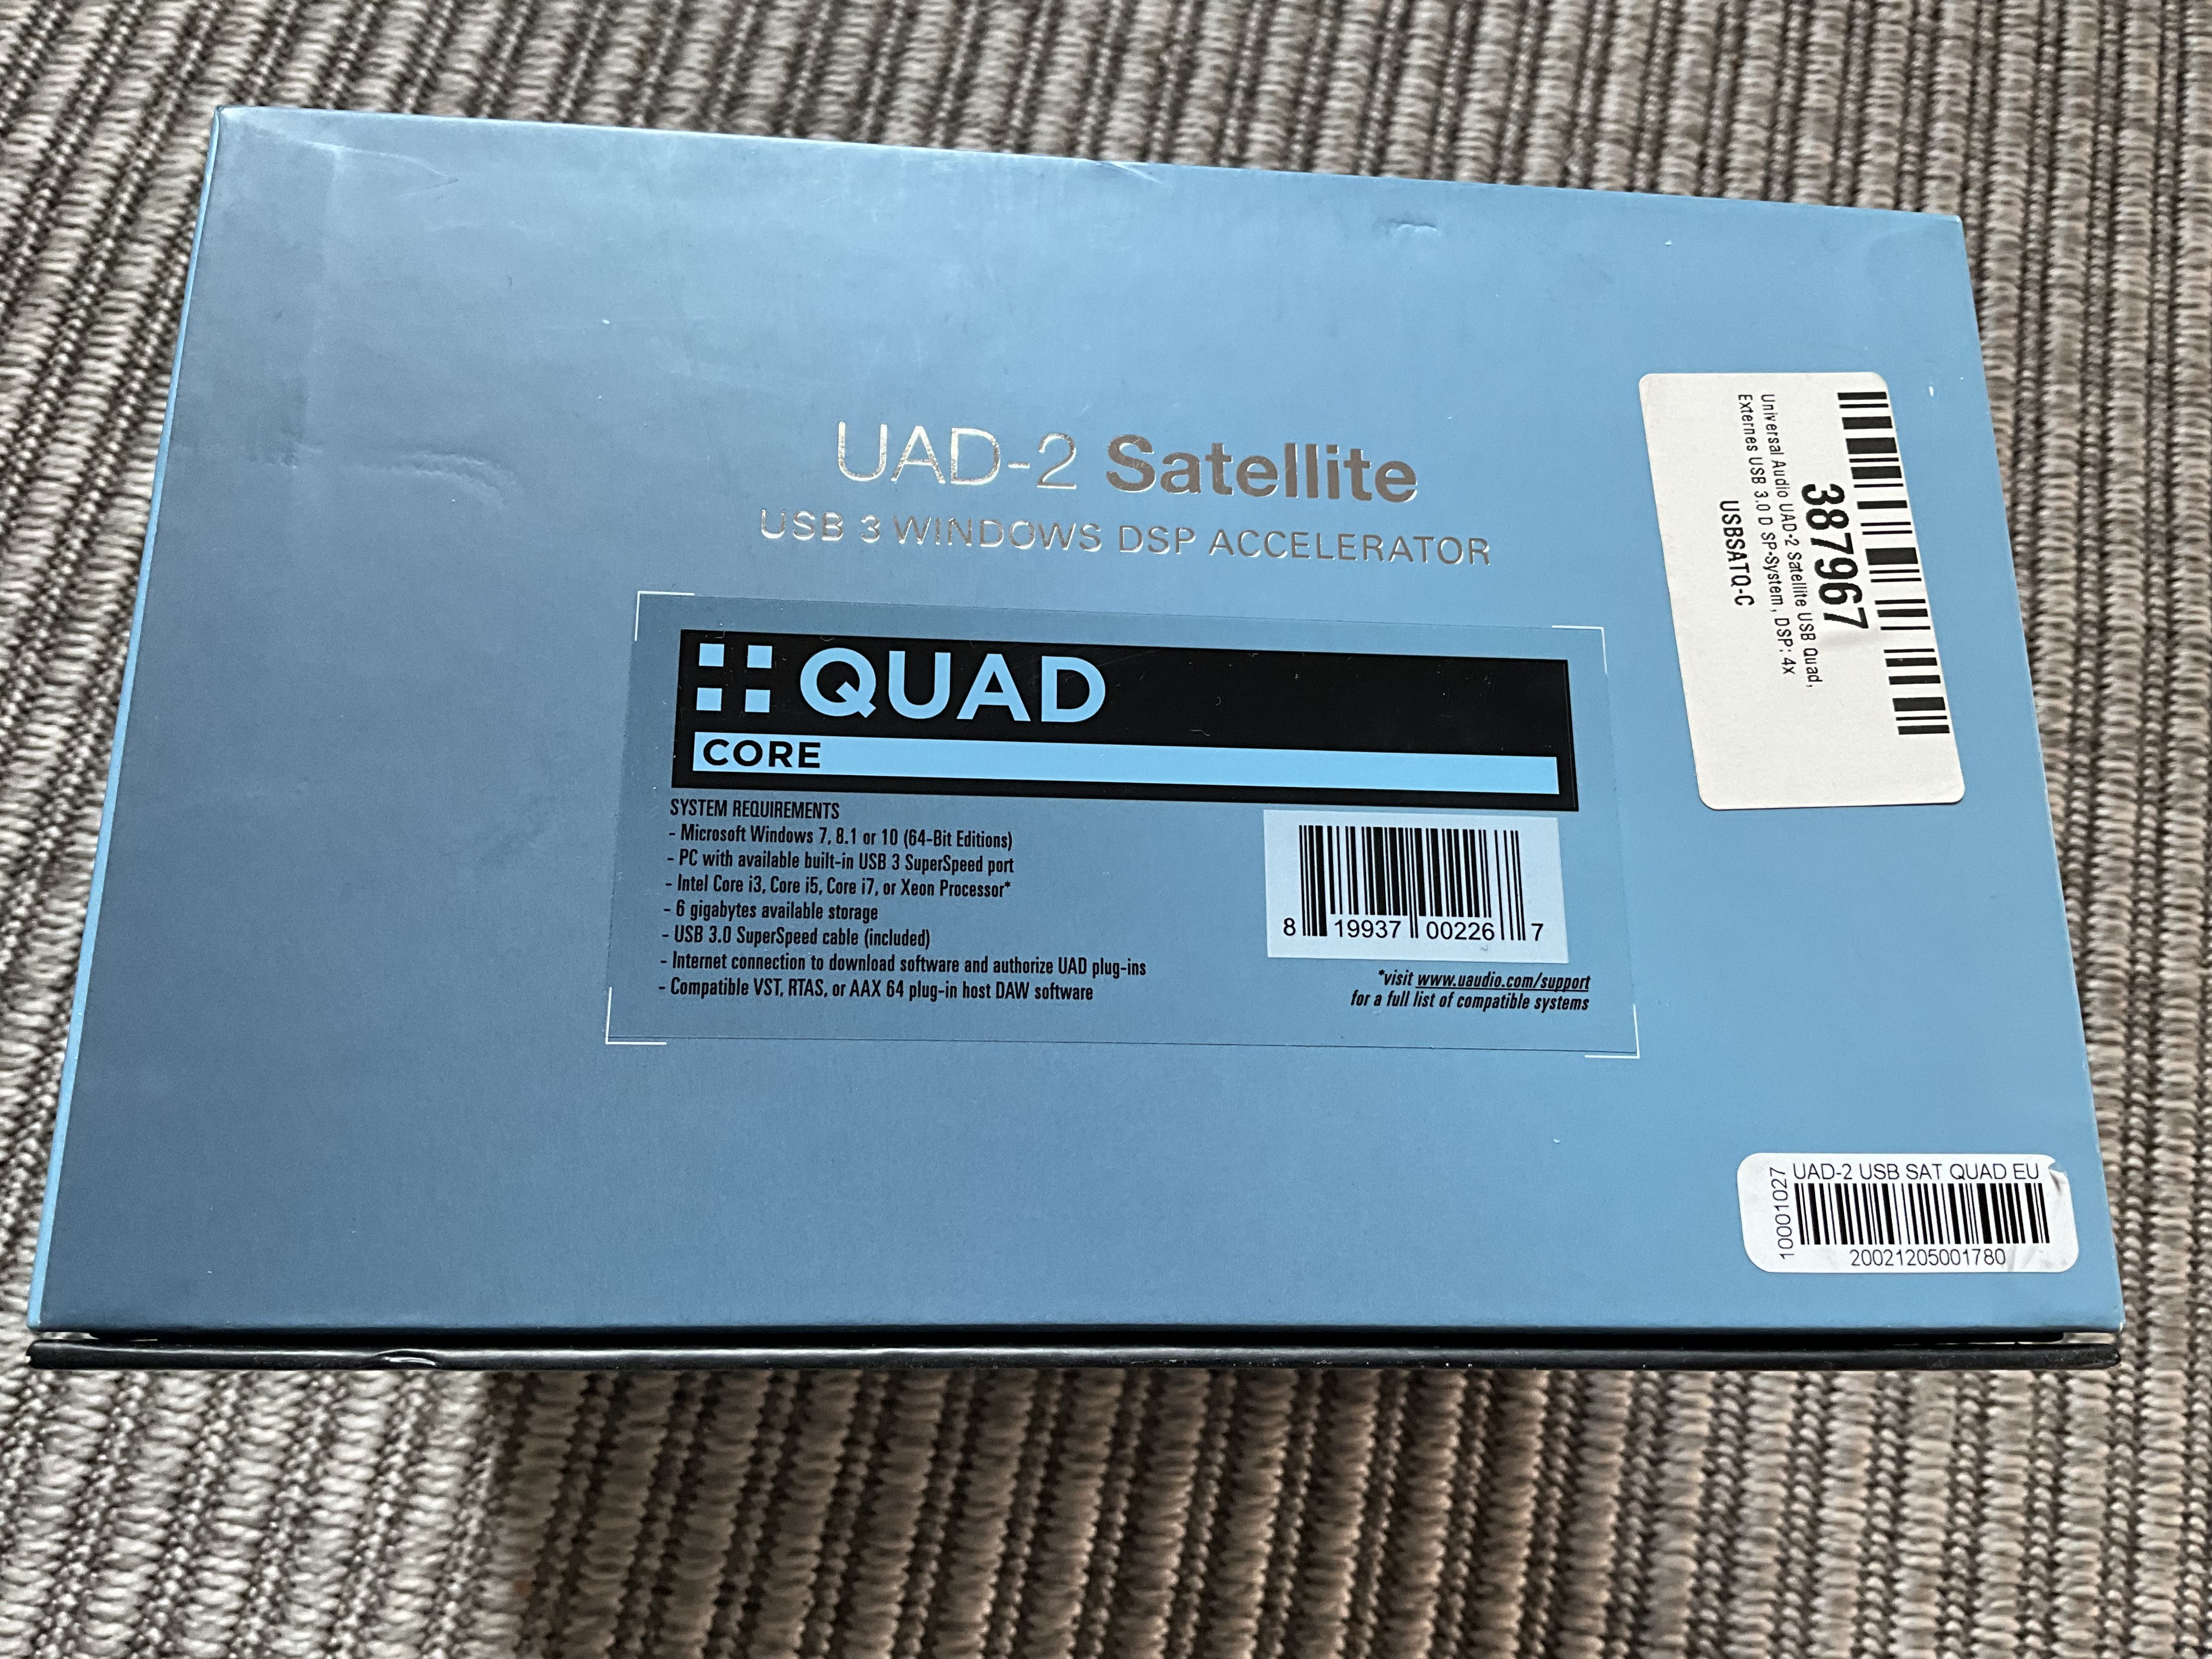 UAD-2 Satellite
USB 3 WINDOWS DSP ACCELERATOR
QUAD
CORE
SYSTEM REQUIREMENTS
- Microsoft Windows 7, 8.1 or 10 (64-Bit Editions)
- PC with available built-in USB 3 SuperSpeed port
- Intel Core i3, Core i5, Core i7, or Xeon Processor*
- 6 gigabytes available storage
- USB 3.0 SuperSpeed cable (included)
- Internet connection to download software and authorize UAD plug-ins
- Compatible VST, RTAS, or AAX 64 plug-in host DAW software
8 19937 00226 7
*visit www.uaudio.com/support
for a full list of compatible systems
387967
Universal Audio UAD-2 Satellite USB Quad,
Externes USB 3.0 D SP-System, DSP: 4x
USBSATQ-C
UAD-2 USB SAT QUAD EU
10001027
20021205001780